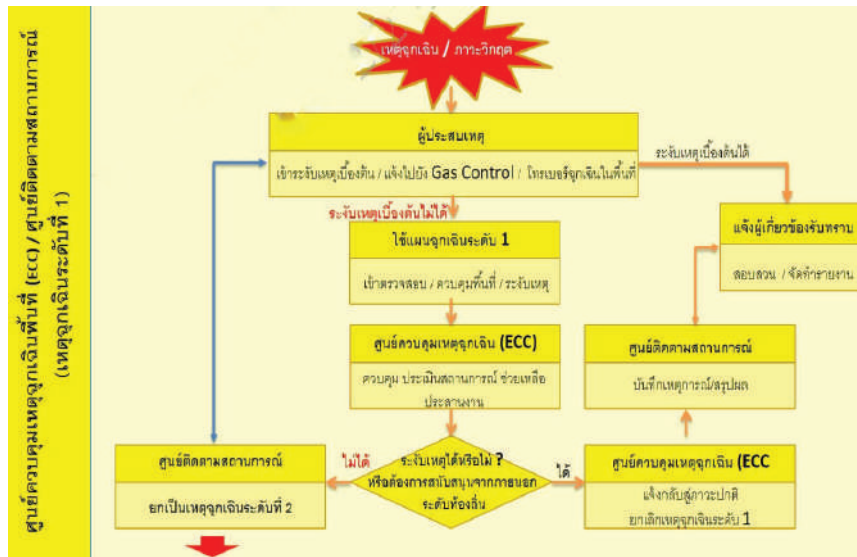 ศูนย์ควบคุมเหตุฉุกเฉินพื้นที่ (EC) / ศูนย์ติดตามสถานการณ์
(เหตุฉุกเฉินระดับที่ 1)
เหตุฉุกเฉิน / ภาวะวิกฤต
ผู้ประสบเหตุ
เข้าระงับเหตุเบื้องต้น / แจ้งไปยัง Gas Control / โทรเบอร์ฉุกเฉินในพื้นที่
ระงับเหตุเบื้องต้นได้
ระงับเหตุเบื้องต้นไม่ได้
ใช้แผนฉุกเฉินระดับ 1
เข้าตรวจสอบ / ควบคุมพื้นที่ / ระงับเหตุ
แจ้งผู้เกี่ยวข้องรับทราบ
สอบสวน / จัดทำรายงาน
ศูนย์ควบคุมเหตุฉุกเฉิน (ECC)
ควบคุม ประเมินสถานการณ์ ช่วยเหลือ
ประสานงาน
ศูนย์ติดตามสถานการณ์
บันทึกเหตุการณ์/สรุปผล
ศูนย์ติดตามสถานการณ์
ยกเป็นเหตุฉุกเฉินระดับที่ 2
ไม่ได้
ระงับเหตุได้หรือไม่ ?
หรือต้องการสนับสนุนจากภายนอก
ระดับท้องถิ่น
ได้
ศูนย์ควบคุมเหตุฉุกเฉิน (ECC
แจ้งกลับสู่ภาวะปกติ
ยกเลิกเหตุฉุกเฉินระดับ 1